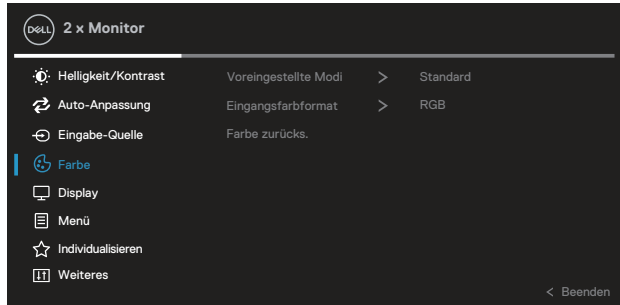 DELL 2 x Monitor
Helligkeit/Kontrast Voreingestellte Modi > Standard
Auto-Anpassung Eingangsfarbformat > RGB
Eingabe-Quelle Farbe zurücks.
Farbe
Display
Menü
Individualisieren
Weiteres
< Beenden